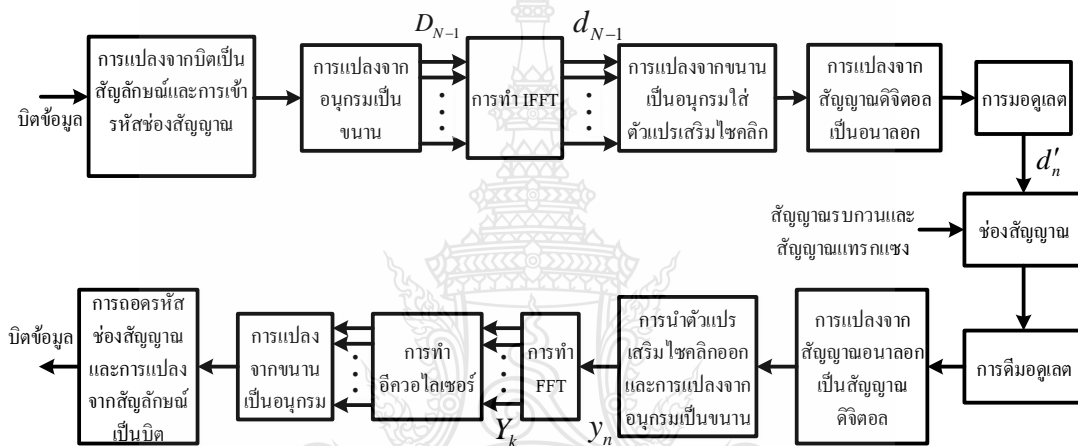 บิตข้อมูล
การแปลงจากบิตเป็น
สัญลักษณ์และการเข้า
รหัสช่องสัญญาณ
การแปลงจาก
อนุกรมเป็น
ขนาน
D_{N-1}
การทำ IFFT
d_{N-1}
การแปลงจากขนาน
เป็นอนุกรมใส่
ตัวแปรเสริมไซคลิก
การแปลงจาก
สัญญาณดิจิตอล
เป็นอนาลอก
การมอดูเลต
d'_n
สัญญาณรบกวนและ
สัญญาณแทรกแซง
ช่องสัญญาณ
การดีมอดูเลต
การแปลงจาก
สัญญาณอนาลอก
เป็นสัญญาณ
ดิจิตอล
การนำตัวแปร
เสริมไซคลิกออก
และการแปลงจาก
อนุกรมเป็นขนาน
y_n
การทำ
FFT
Y_k
การทำ
อีควอไลเซอร์
การแปลง
จากขนาน
เป็นอนุกรม
การถอดรหัส
ช่องสัญญาณ
และการแปลง
จากสัญลักษณ์
เป็นบิต
บิตข้อมูล